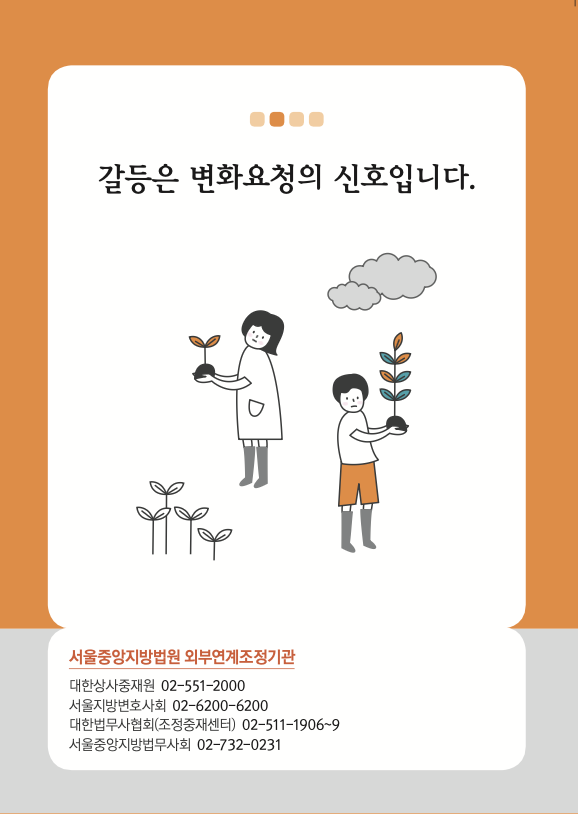 갈등은 변화요청의 신호입니다.
서울중앙지방법원 외부연계조정기관
대한상사중재원 02-551-2000
서울지방변호사회 02-6200-6200
대한법무사협회(조정중재센터) 02-511-1906~9
서울중앙지방법무사회 02-732-0231